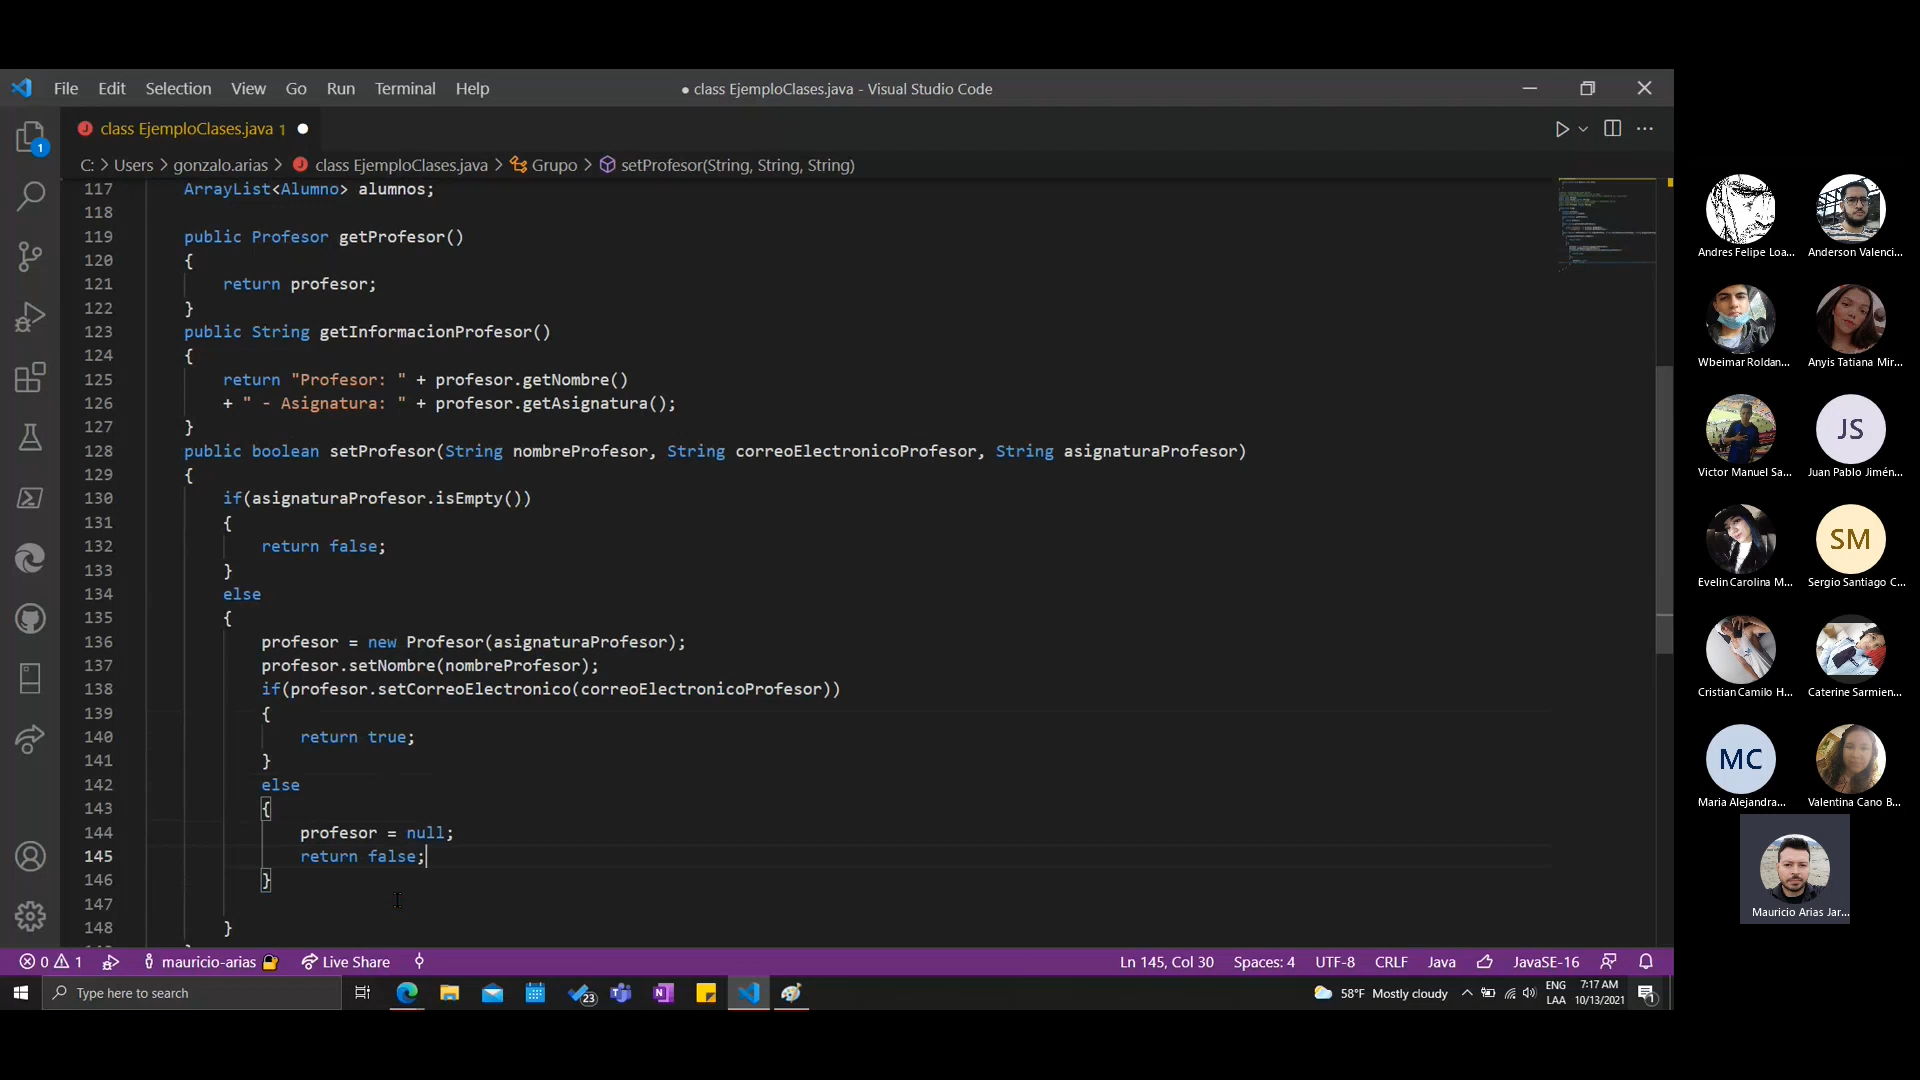 File Edit Selection View Go Run Terminal Help
● class EjemploClases.java - Visual Studio Code
class EjemploClases.java 1
C: > Users > gonzalo.arias > class EjemploClases.java > Grupo > setProfesor(String, String, String)
117 ArrayList<Alumno> alumnos;
118
119 public Profesor getProfesor()
120 {
121 return profesor;
122 }
123 public String getInformacionProfesor()
124 {
125 return "Profesor: " + profesor.getNombre()
126 + " - Asignatura: " + profesor.getAsignatura();
127 }
128 public boolean setProfesor(String nombreProfesor, String correoElectronicoProfesor, String asignaturaProfesor)
129 {
130 if(asignaturaProfesor.isEmpty())
131 {
132 return false;
133 }
134 else
135 {
136 profesor = new Profesor(asignaturaProfesor);
137 profesor.setNombre(nombreProfesor);
138 if(profesor.setCorreoElectronico(correoElectronicoProfesor))
139 {
140 return true;
141 }
142 else
143 {
144 profesor = null;
145 return false;
146 }
147
148 }
1
0 1 mauricio-arias Live Share
Ln 145, Col 30 Spaces: 4 UTF-8 CRLF Java JavaSE-16
Type here to search
23
58°F Mostly cloudy
ENG
LAA
7:17 AM
10/13/2021
1
Andres Felipe Loa... Anderson Valenci...
Wbeimar Roldan... Anyis Tatiana Mir...
JS
Victor Manuel Sa... Juan Pablo Jimén...
SM
Evelin Carolina M... Sergio Santiago C...
Cristian Camilo H... Caterine Sarmien...
MC
Maria Alejandra... Valentina Cano B...
Mauricio Arias Jar...